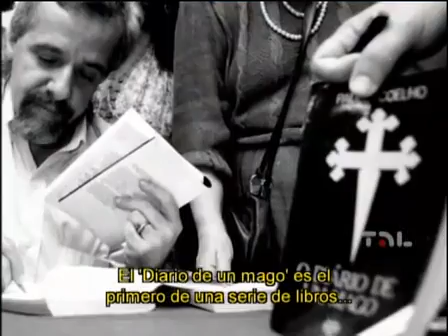 PAULO COELHO
TAL
O DIÁRIO DE
UM MAGO
El 'Diario de un mago' es el
primero de una serie de libros...